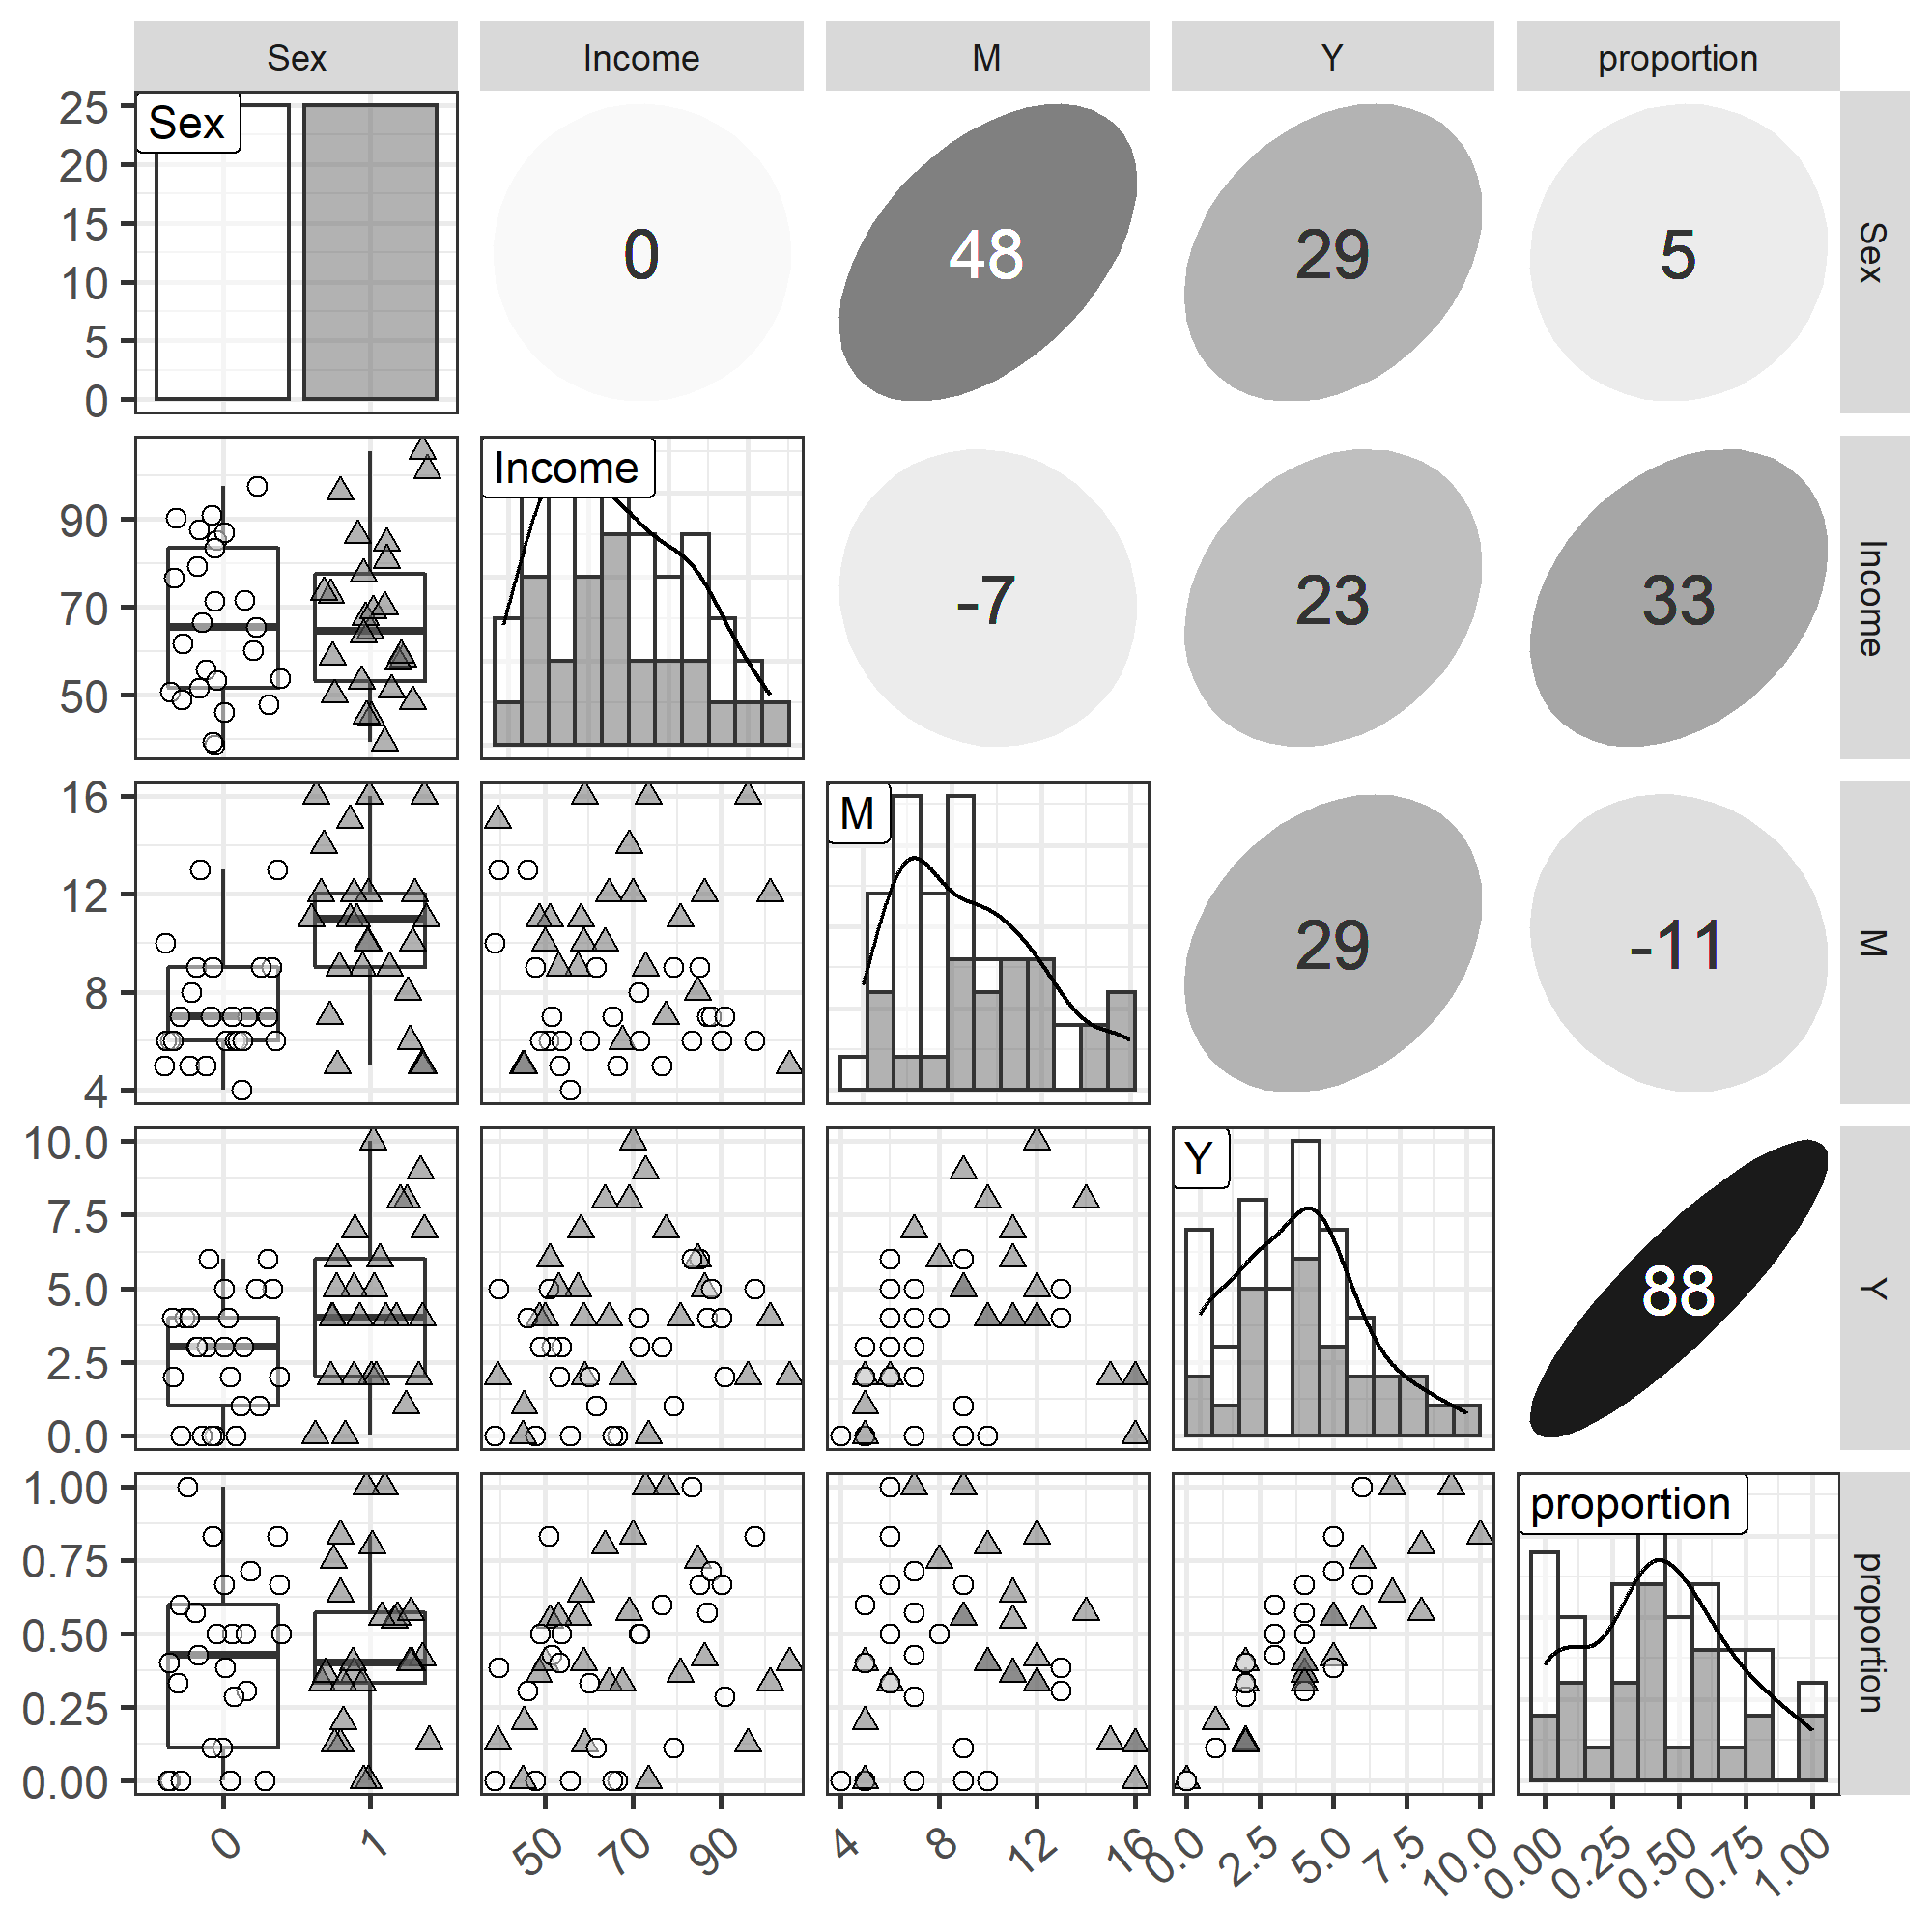 Sex Income M Y proportion
25 Sex
20
15
10
5
0
0 48 29 5 Sex
Income
90
70
50
-7 23 33 Income
16 M
12
8
4
29 -11 M
10.0 Y
7.5
5.0
2.5
0.0
88 Y
1.00 proportion
0.75
0.50
0.25
0.00
proportion
0 1 50 70 90 4 8 12 16 0.0 2.5 5.0 7.5 10.0 0.00 0.25 0.50 0.75 1.00